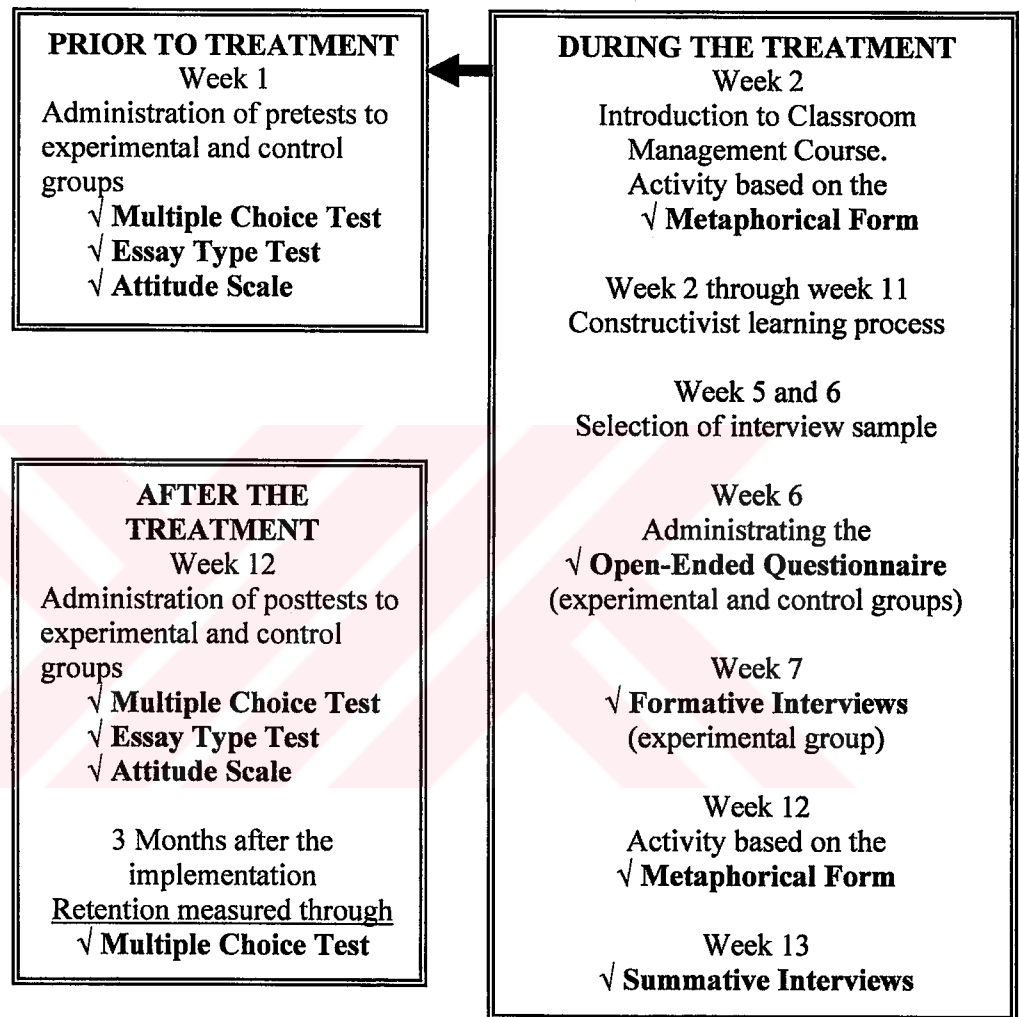 PRIOR TO TREATMENT
Week 1
Administration of pretests to
experimental and control
groups
√ Multiple Choice Test
√ Essay Type Test
√ Attitude Scale
DURING THE TREATMENT
Week 2
Introduction to Classroom
Management Course.
Activity based on the
√ Metaphorical Form
Week 2 through week 11
Constructivist learning process
Week 5 and 6
Selection of interview sample
Week 6
Administrating the
√ Open-Ended Questionnaire
(experimental and control groups)
Week 7
√ Formative Interviews
(experimental group)
Week 12
Activity based on the
√ Metaphorical Form
Week 13
√ Summative Interviews
AFTER THE
TREATMENT
Week 12
Administration of posttests to
experimental and control
groups
√ Multiple Choice Test
√ Essay Type Test
√ Attitude Scale
3 Months after the
implementation
Retention measured through
√ Multiple Choice Test